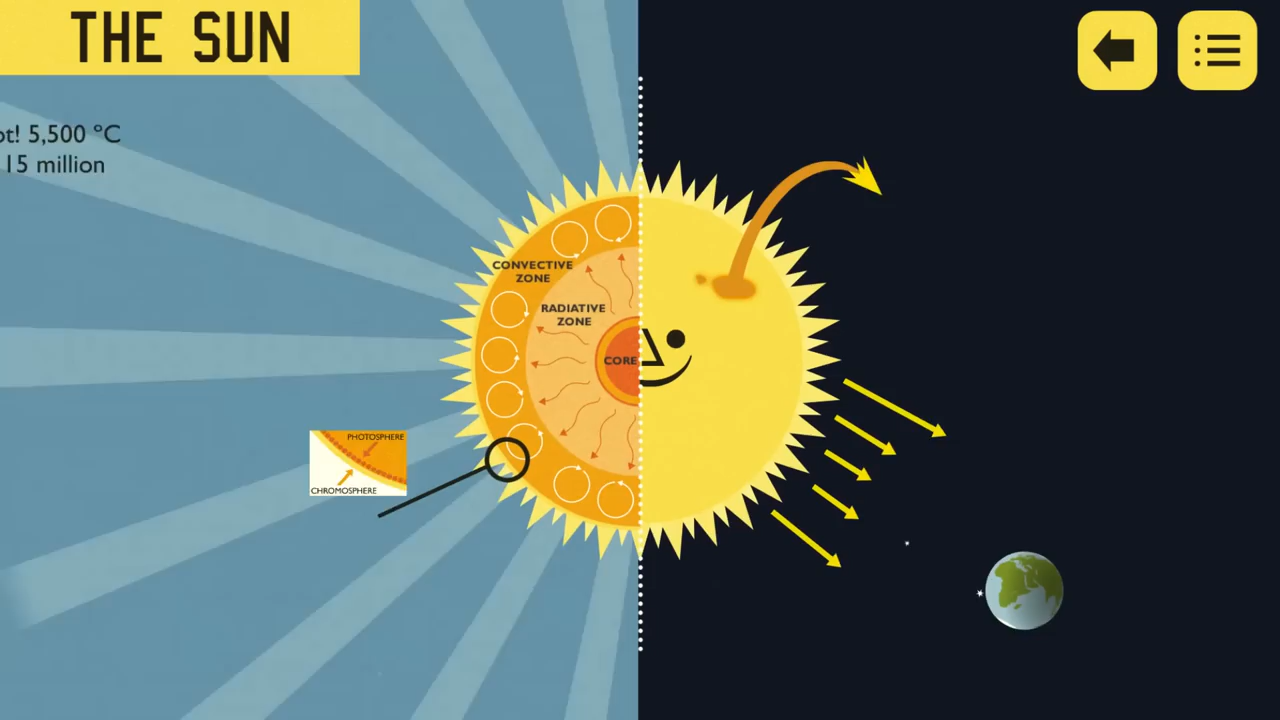 THE SUN
5,500 °C
15 million
CONVECTIVE
ZONE
RADIATIVE
ZONE
CORE
PHOTOSPHERE
CHROMOSPHERE